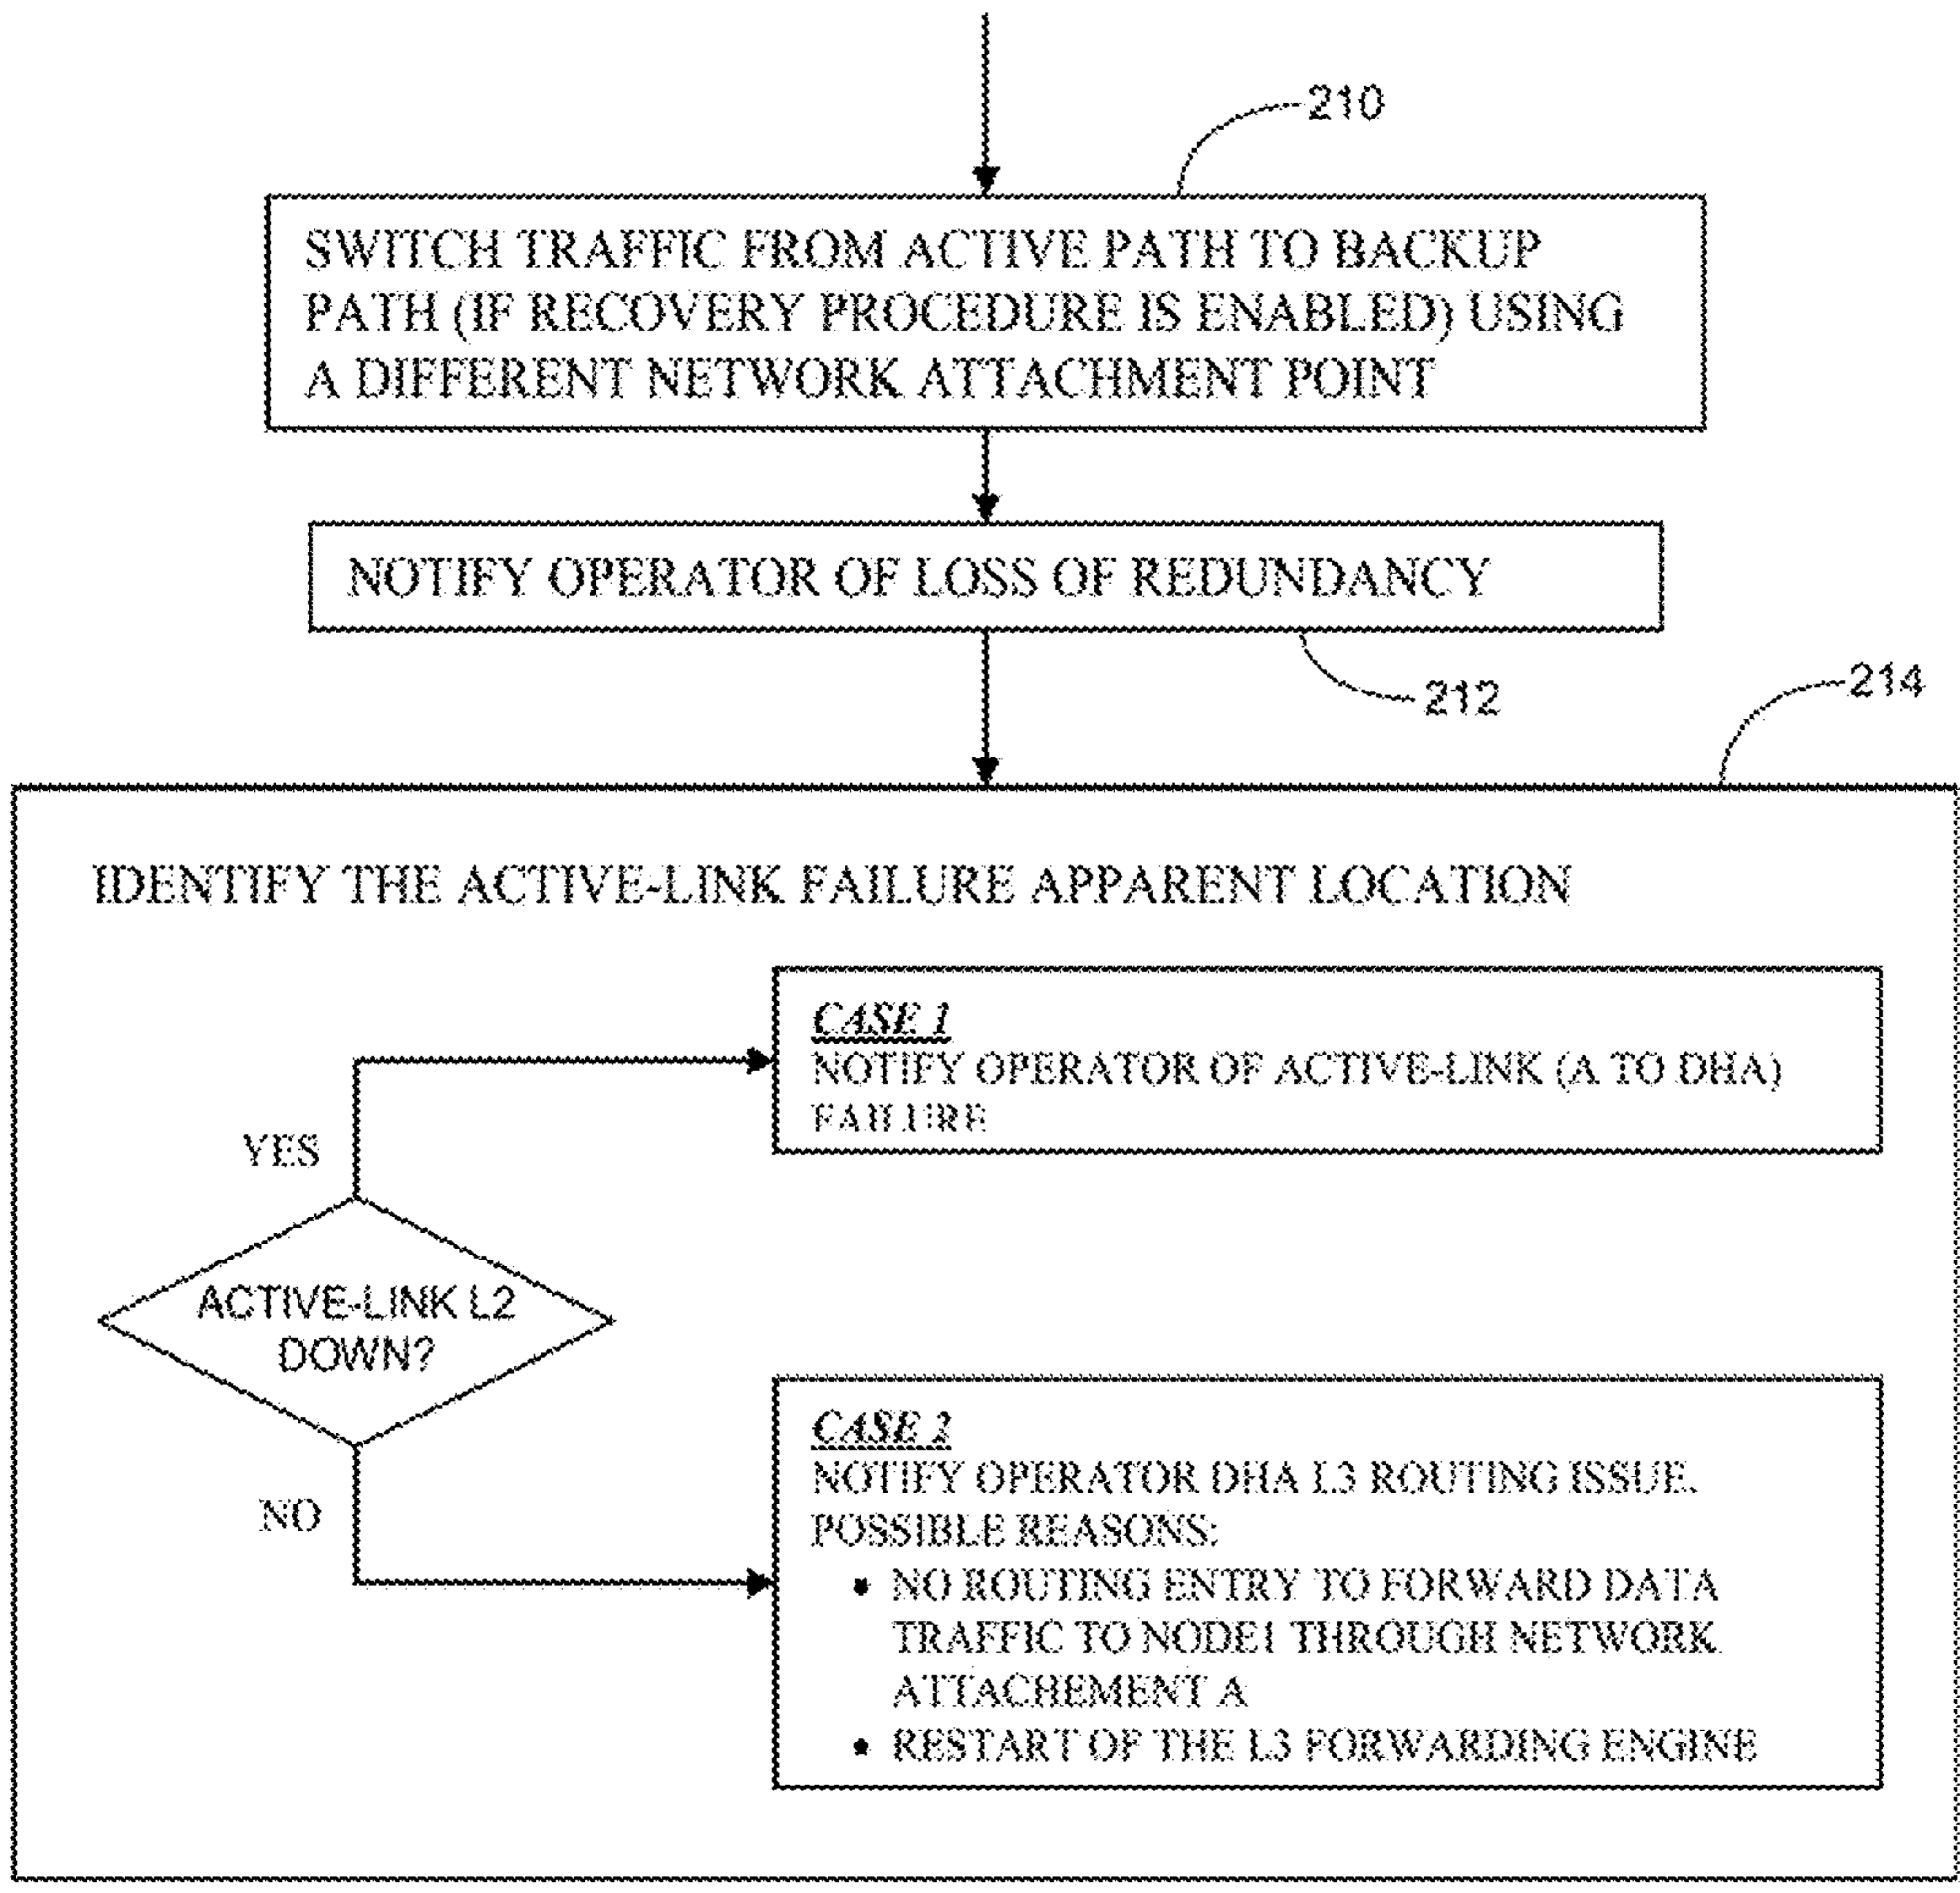 210
SWITCH TRAFFIC FROM ACTIVE PATH TO BACKUP
PATH (IF RECOVERY PROCEDURE IS ENABLED) USING
A DIFFERENT NETWORK ATTACHMENT POINT
NOTIFY OPERATOR OF LOSS OF REDUNDANCY
212
214
IDENTIFY THE ACTIVE-LINK FAILURE APPARENT LOCATION
CASE 1
NOTIFY OPERATOR OF ACTIVE-LINK (A TO DHA)
FAILURE
YES
ACTIVE-LINK L2
DOWN?
NO
CASE 2
NOTIFY OPERATOR DHA L3 ROUTING ISSUE.
POSSIBLE REASONS:
• NO ROUTING ENTRY TO FORWARD DATA
TRAFFIC TO NODE1 THROUGH NETWORK
ATTACHEMENT A
• RESTART OF THE L3 FORWARDING ENGINE